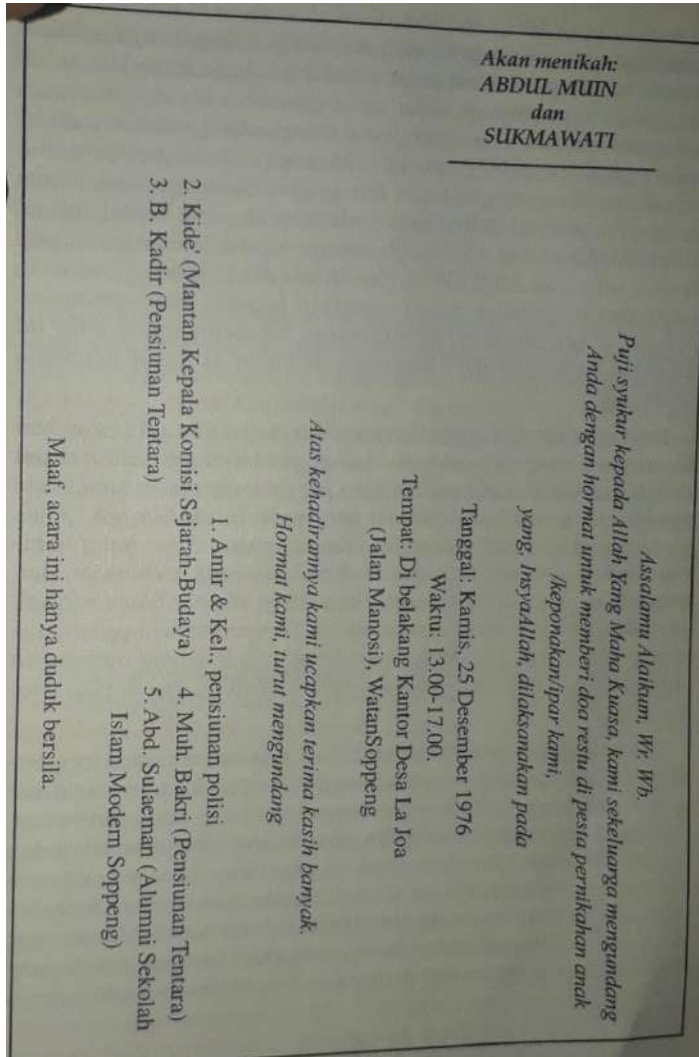 Akan menikah:
ABDUL MUIN
dan
SUKMAWATI
Assalamu Alaikum, Wr. Wb.
Puji syukur kepada Allah Yang Maha Kuasa, kami sekeluarga mengundang
Anda dengan hormat untuk memberi doa restu di pesta pernikahan anak
/keponakan/ipar kami,
yang, InsyaAllah, dilaksanakan pada
Tanggal: Kamis, 25 Desember 1976
Waktu: 13.00-17.00.
Tempat: Di belakang Kantor Desa La Joa
(Jalan Manosi), WatanSoppeng
Atas kehadirannya kami ucapkan terima kasih banyak.
Hormat kami, turut mengundang
1. Amir & Kel., pensiunan polisi
2. Kide' (Mantan Kepala Komisi Sejarah-Budaya)
3. B. Kadir (Pensiunan Tentara)
4. Muh. Bakri (Pensiunan Tentara)
5. Abd. Sulaeman (Alumni Sekolah
Islam Modern Soppeng)
Maaf, acara ini hanya duduk bersila.